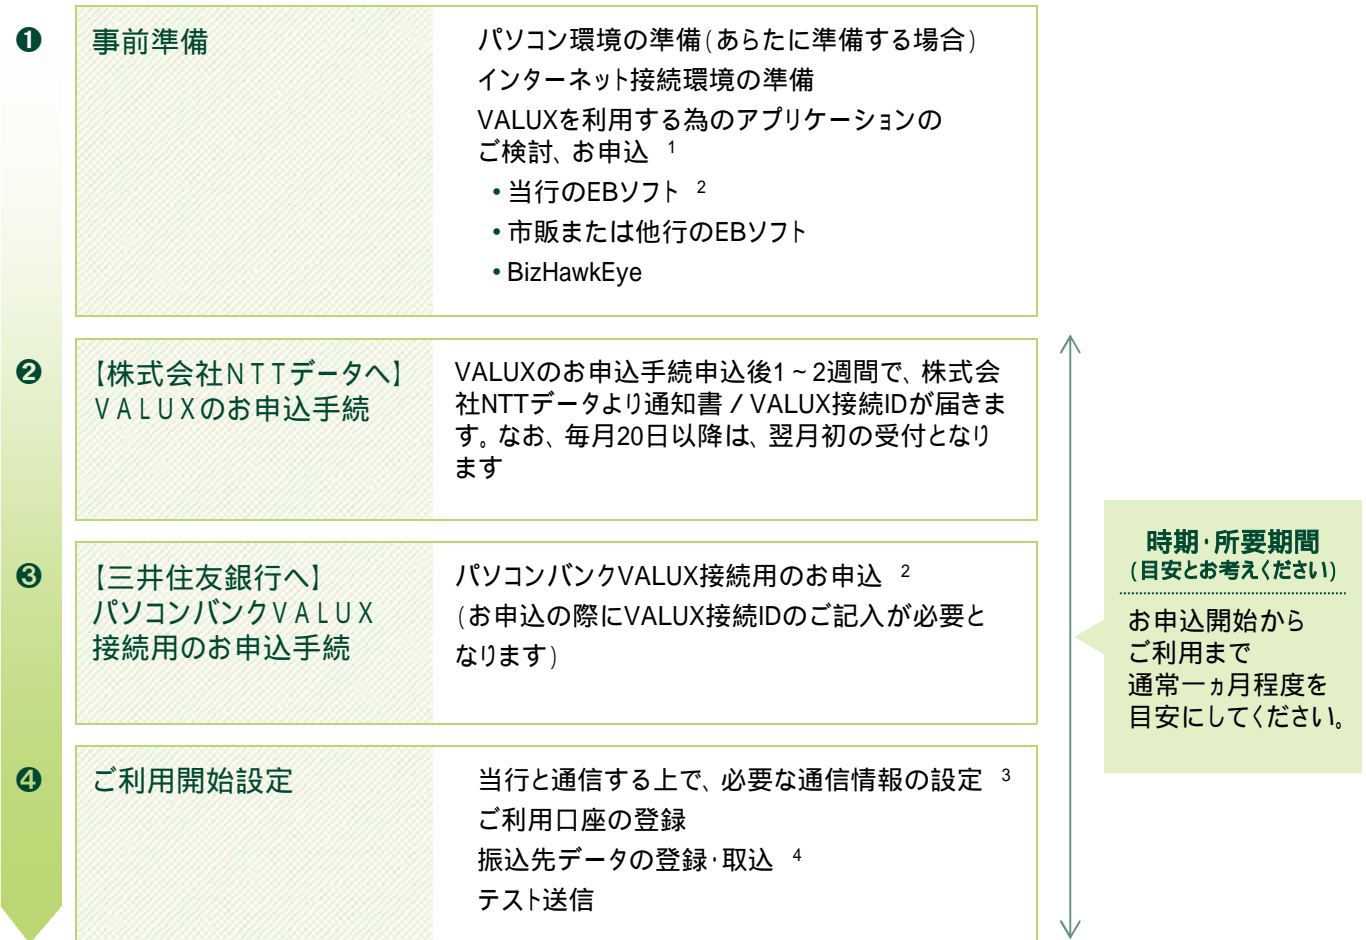 ❶
事前準備
パソコン環境の準備(あらたに準備する場合)
インターネット接続環境の準備
VALUXを利用する為のアプリケーションの
ご検討、お申込 1
・当行のEBソフト 2
・市販または他行のEBソフト
・BizHawkEye
❷
【株式会社NTTデータへ】
VALUXのお申込手続
VALUXのお申込手続申込後1~2週間で、株式会
社NTTデータより通知書/VALUX接続IDが届きま
す。なお、毎月20日以降は、翌月初の受付となり
ます
❸
【三井住友銀行へ】
パソコンバンクVALUX
接続用のお申込手続
パソコンバンクVALUX接続用のお申込 2
(お申込の際にVALUX接続IDのご記入が必要と
なります)
時期・所要期間
(目安とお考えください)
お申込開始から
ご利用まで
通常一ヵ月程度を
目安にしてください。
❹
ご利用開始設定
当行と通信する上で、必要な通信情報の設定 3
ご利用口座の登録
振込先データの登録・取込 4
テスト送信